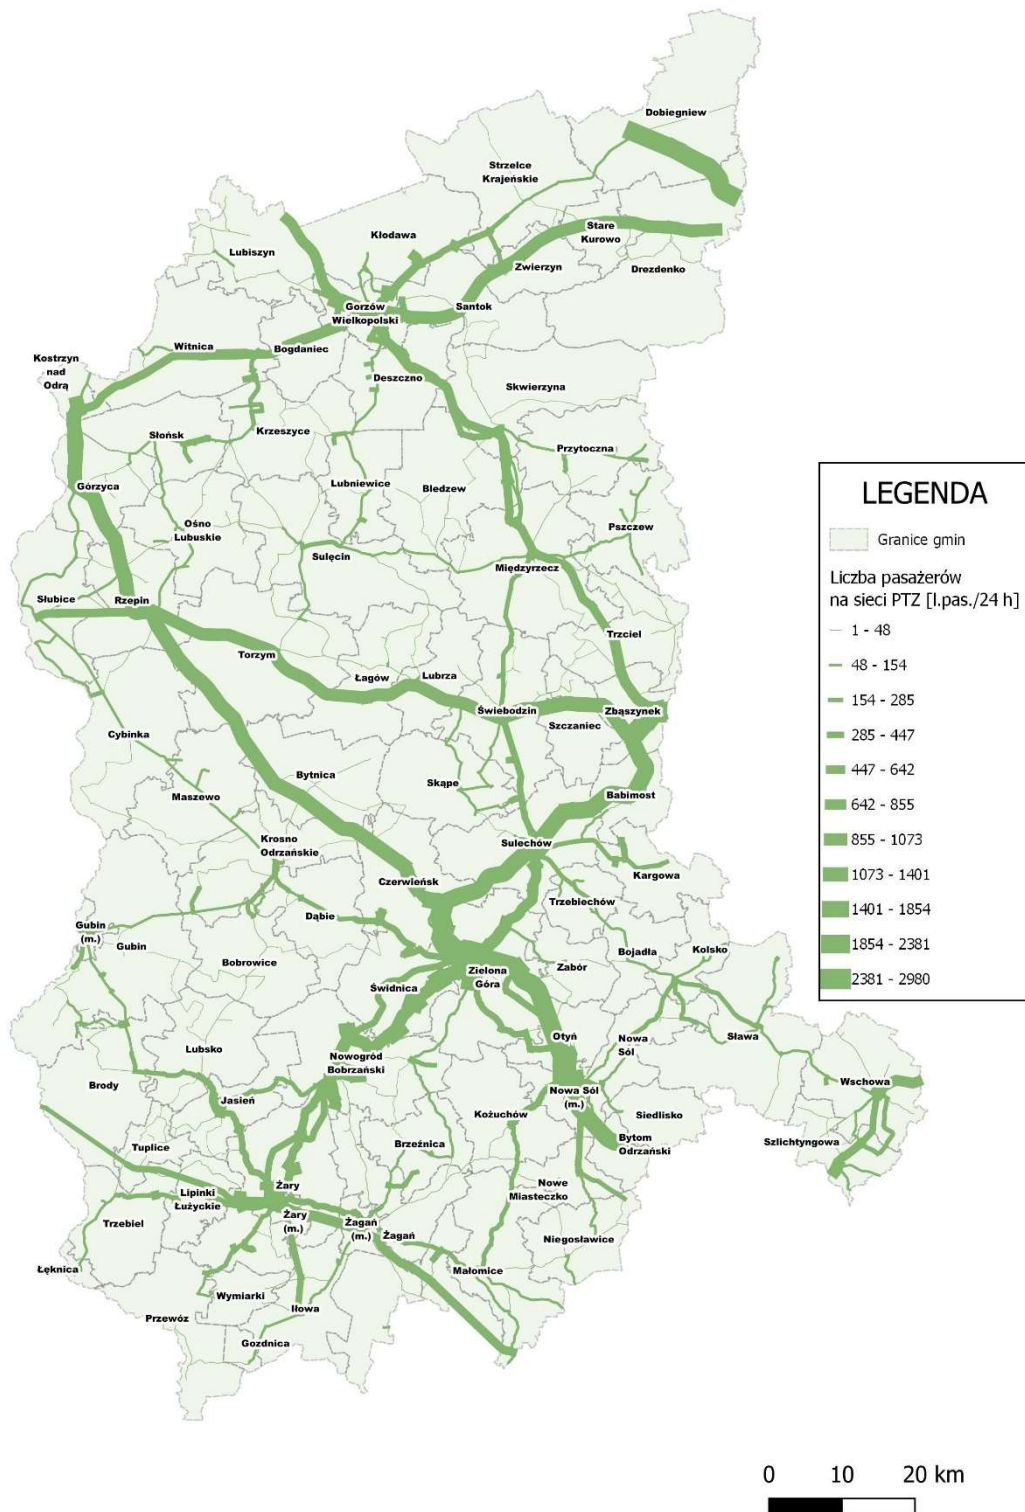 Dobiegniew
Strzelce
Krajeńskie
Kłodawa
Stare
Kurowo
Lubiszyn
Zwierzyn
Drezdenko
Gorzów
Wielkopolski
Santok
Witnica
Bogdaniec
Kostrzyn
nad
Odrą
Deszczno
Skwierzyna
Słońsk
Krzeszyce
Przytoczna
Górzyca
Lubniewice
Bledzew
Ośno
Lubuskie
Pszczew
Sulęcin
Międzyrzecz
Słubice
Rzepin
Trzciel
Torzym
Łagów
Lubrza
Świebodzin
Zbąszynek
Szczaniec
Cybinka
Bytnica
Skąpe
Maszewo
Babimost
Krosno
Odrzańskie
Sulechów
Czerwieńsk
Kargowa
Trzebiechów
Dąbie
Gubin
(m.)
Gubin
Bojadła
Kolsko
Bobrowice
Zielona
Góra
Zabór
Świdnica
Otyń
Nowa
Sól
Sława
Lubsko
Nowogród
Bobrzański
Wschowa
Brody
Nowa Sól
(m.)
Jasień
Kożuchów
Siedlisko
Szlichtyngowa
Tuplice
Brzeźnica
Bytom
Odrzański
Żary
Lipinki
Łużyckie
Nowe
Miasteczko
Trzebiel
Żary
(m.)
Żagań
(m.)
Żagań
Niegosławice
Łęknica
Małomice
Wymiarki
Iłowa
Przewóz
Gozdnica
LEGENDA
Granice gmin
Liczba pasażerów
na sieci PTZ [l.pas./24 h]
1 - 48
48 - 154
154 - 285
285 - 447
447 - 642
642 - 855
855 - 1073
1073 - 1401
1401 - 1854
1854 - 2381
2381 - 2980
0 10 20 km